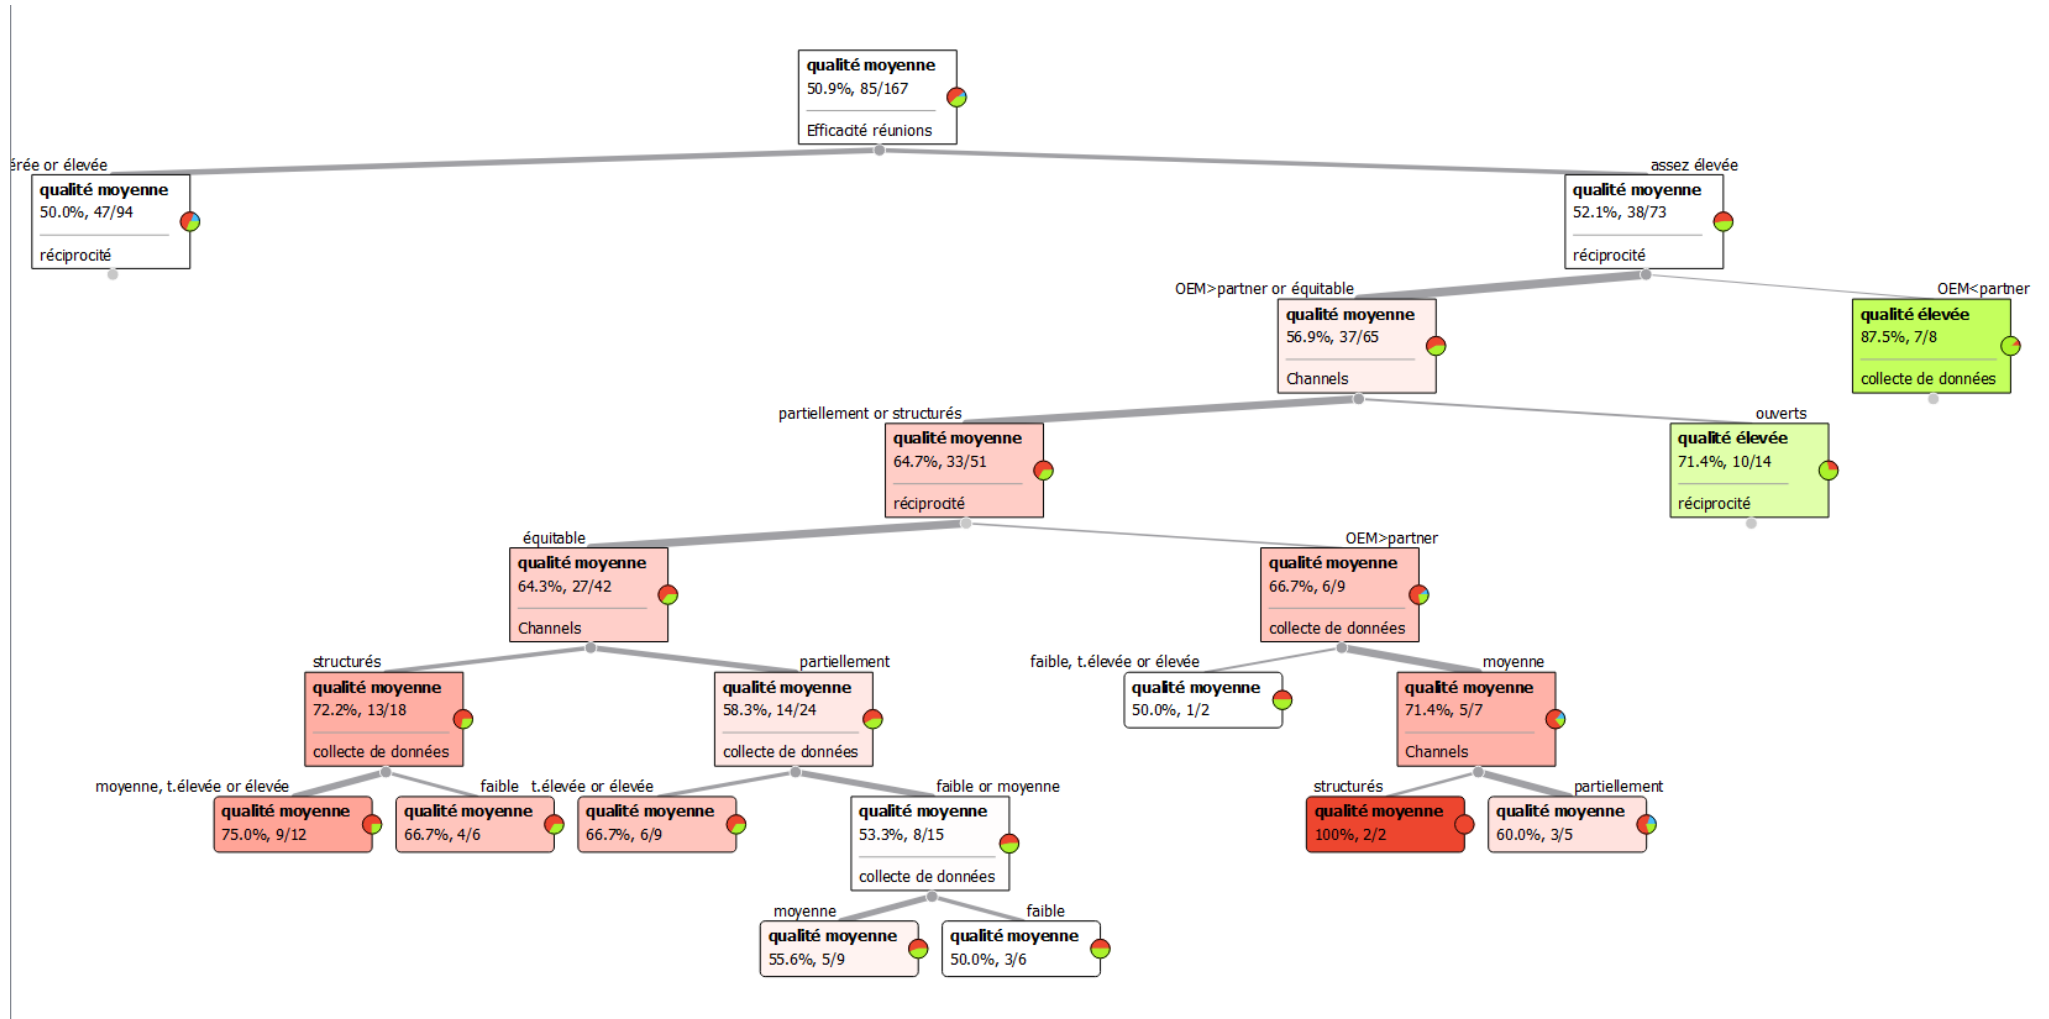 qualité moyenne
50.9%, 85/167
Efficacité réunions
érée or élevée
assez élevée
qualité moyenne
50.0%, 47/94
réciprocité
qualité moyenne
52.1%, 38/73
réciprocité
OEM>partner or équitable
OEM<partner
qualité moyenne
56.9%, 37/65
Channels
qualité élevée
87.5%, 7/8
collecte de données
partiellement or structurés
ouverts
qualité moyenne
64.7%, 33/51
réciprocité
qualité élevée
71.4%, 10/14
réciprocité
équitable
OEM>partner
qualité moyenne
64.3%, 27/42
Channels
qualité moyenne
66.7%, 6/9
collecte de données
structurés
partiellement
faible, t.élevée or élevée
moyenne
qualité moyenne
72.2%, 13/18
collecte de données
qualité moyenne
58.3%, 14/24
collecte de données
qualité moyenne
50.0%, 1/2
qualité moyenne
71.4%, 5/7
Channels
moyenne, t.élevée or élevée
faible
t.élevée or élevée
faible or moyenne
structurés
partiellement
qualité moyenne
75.0%, 9/12
qualité moyenne
66.7%, 4/6
qualité moyenne
66.7%, 6/9
qualité moyenne
53.3%, 8/15
collecte de données
qualité moyenne
100%, 2/2
qualité moyenne
60.0%, 3/5
moyenne
faible
qualité moyenne
55.6%, 5/9
qualité moyenne
50.0%, 3/6